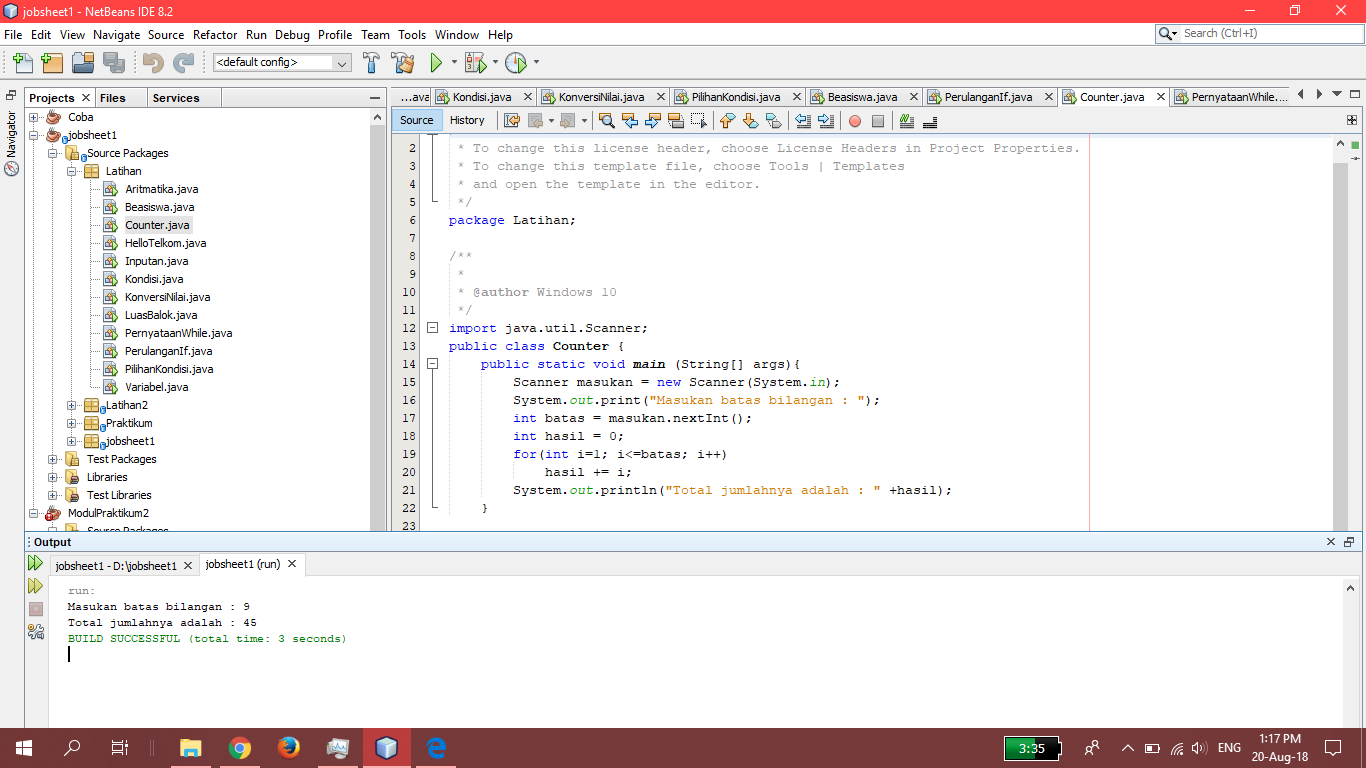 jobsheet1 - NetBeans IDE 8.2
File Edit View Navigate Source Refactor Run Debug Profile Team Tools Window Help
Search (Ctrl+I)
<default config>
Navigator
Projects Files Services
Coba
jobsheet1
Source Packages
Latihan
Aritmatika.java
Beasiswa.java
Counter.java
HelloTelkom.java
Inputan.java
Kondisi.java
KonversiNilai.java
LuasBalok.java
PernyataanWhile.java
PerulanganIf.java
PilihanKondisi.java
Variabel.java
Latihan2
Praktikum
jobsheet1
Test Packages
Libraries
Test Libraries
ModulPraktikum2
Source Packages
...ava Kondisi.java KonversiNilai.java PilihanKondisi.java Beasiswa.java PerulanganIf.java Counter.java PernyataanWhile....
Source History
2 * To change this license header, choose License Headers in Project Properties.
3 * To change this template file, choose Tools | Templates
4 * and open the template in the editor.
5 */
6 package Latihan;
7
8 /**
9 *
10 * @author Windows 10
11 */
12 import java.util.Scanner;
13 public class Counter {
14 public static void main (String[] args){
15 Scanner masukan = new Scanner(System.in);
16 System.out.print("Masukan batas bilangan : ");
17 int batas = masukan.nextInt();
18 int hasil = 0;
19 for(int i=1; i<=batas; i++)
20 hasil += i;
21 System.out.println("Total jumlahnya adalah : " +hasil);
22 }
23
Output
jobsheet1 - D:\jobsheet1 jobsheet1 (run)
run:
Masukan batas bilangan : 9
Total jumlahnya adalah : 45
BUILD SUCCESSFUL (total time: 3 seconds)
3:35
ENG
1:17 PM
20-Aug-18